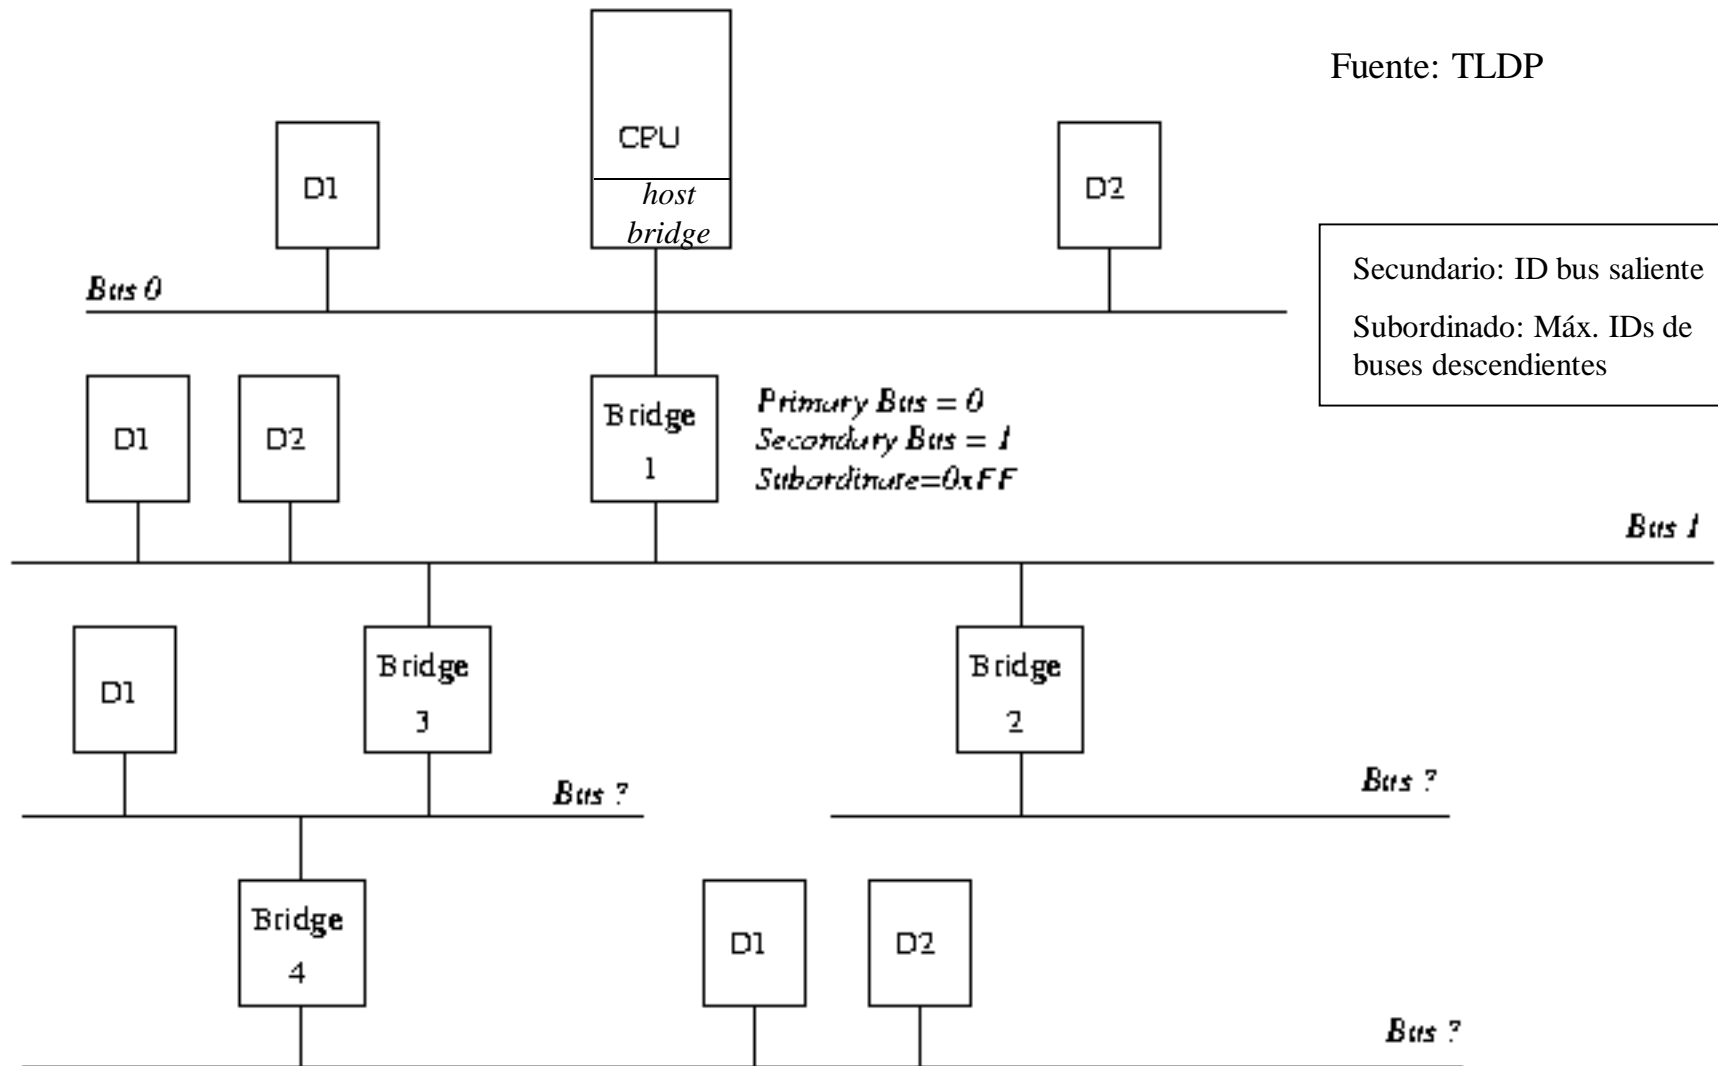 Fuente: TLDP
CPU
host
bridge
D1
D2
Bus 0
Secundario: ID bus saliente
Subordinado: Máx. IDs de
buses descendientes
D1
D2
Bridge
1
Primary Bus = 0
Secondary Bus = 1
Subordinate=0xFF
Bus 1
D1
Bridge
3
Bridge
2
Bus ?
Bus ?
Bridge
4
D1
D2
Bus ?